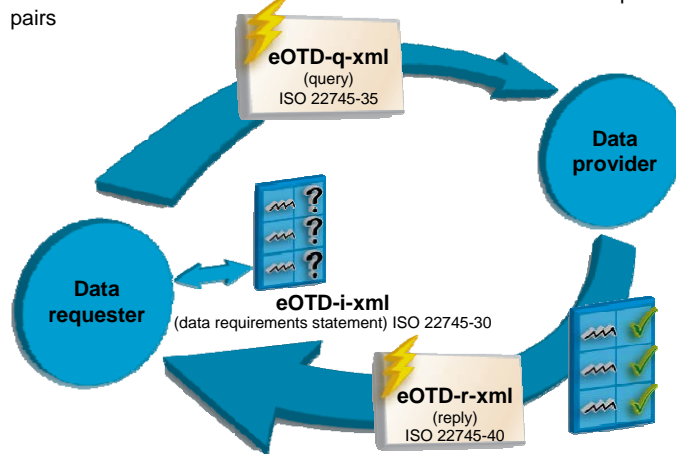 pairs
eOTD-q-xml
(query)
ISO 22745-35
Data
provider
? 
?
?
Data
requester
eOTD-i-xml
(data requirements statement) ISO 22745-30
eOTD-r-xml
(reply)
ISO 22745-40